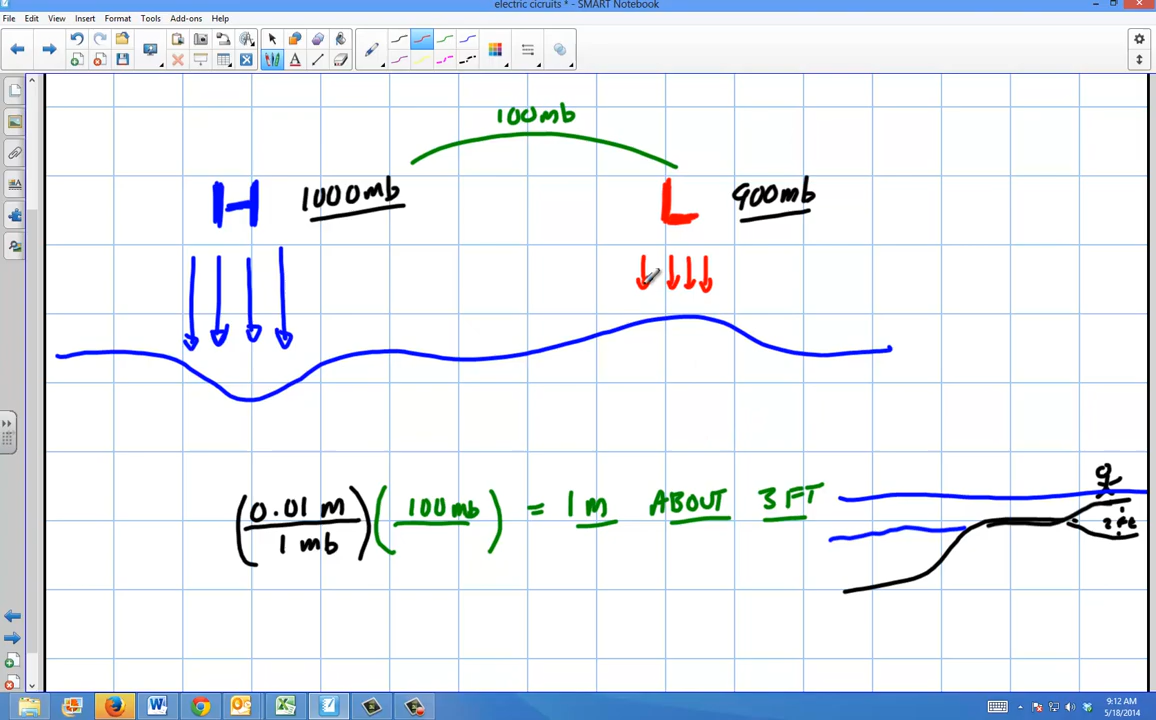 electric cicruits * - SMART Notebook
File Edit View Insert Format Tools Add-ons Help
100mb
H 1000mb L 900mb
(0.01 m / 1 mb) (100mb) = 1 M ABOUT 3 FT
9:12 AM
5/18/2014